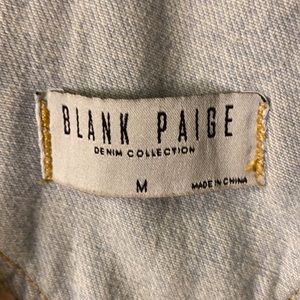 BLANK PAIGE
DENIM COLLECTION
M
MADE IN CHINA